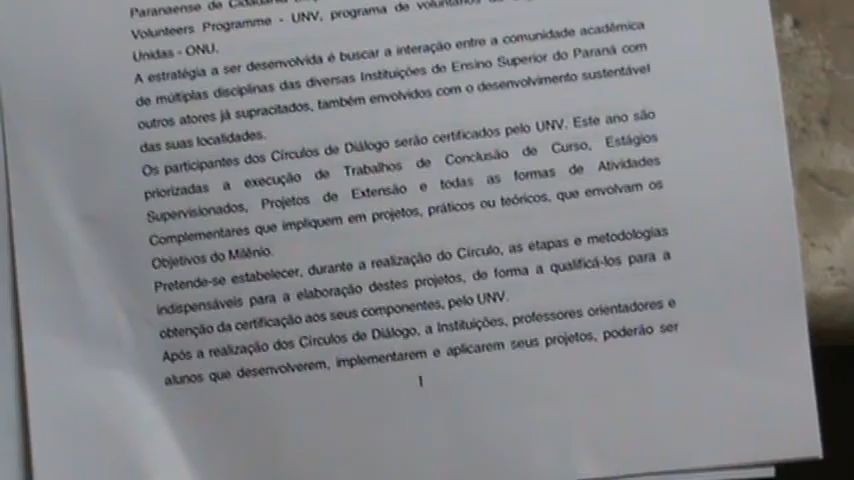 Paranaense de
Volunteers Programme - UNV, programa de voluntários
Unidas - ONU.
A estratégia a ser desenvolvida é buscar a interação entre a comunidade acadêmica
de múltiplas disciplinas das diversas Instituições de Ensino Superior do Paraná com
outros atores já supracitados, também envolvidos com o desenvolvimento sustentável
das suas localidades.
Os participantes dos Círculos de Diálogo serão certificados pelo UNV. Este ano são
priorizadas a execução de Trabalhos de Conclusão de Curso, Estágios
Supervisionados, Projetos de Extensão e todas as formas de Atividades
Complementares que impliquem em projetos, práticos ou teóricos, que envolvam os
Objetivos do Milênio.
Pretende-se estabelecer, durante a realização do Círculo, as etapas e metodologias
indispensáveis para a elaboração destes projetos, de forma a qualificá-los para a
obtenção da certificação aos seus componentes, pelo UNV.
Após a realização dos Círculos de Diálogo, a Instituições, professores orientadores e
alunos que desenvolverem, implementarem e aplicarem seus projetos, poderão ser
1